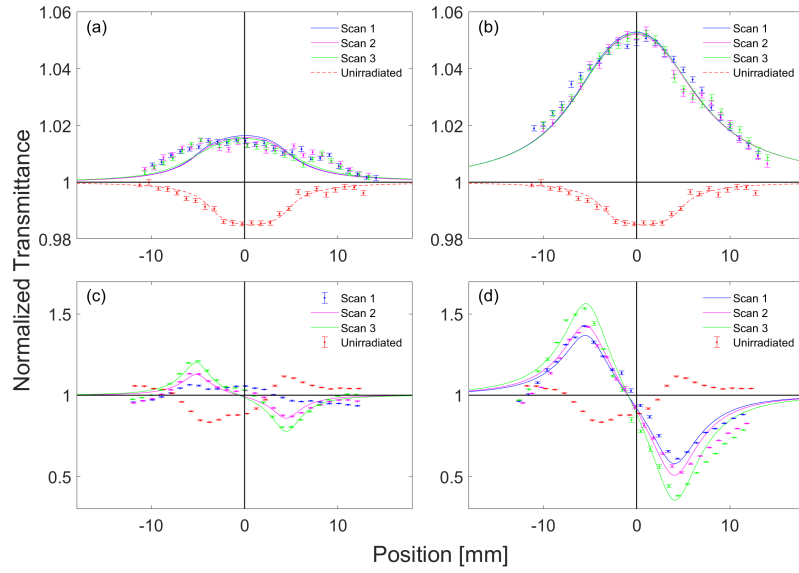 Normalized Transmittance
(a)
Scan 1
Scan 2
Scan 3
Unirradiated
1.06
1.04
1.02
1
0.98
-10
0
10
(b)
Scan 1
Scan 2
Scan 3
Unirradiated
1.06
1.04
1.02
1
0.98
-10
0
10
(c)
Scan 1
Scan 2
Scan 3
Unirradiated
1.5
1
0.5
-10
0
10
(d)
Scan 1
Scan 2
Scan 3
Unirradiated
1.5
1
0.5
-10
0
10
Position [mm]